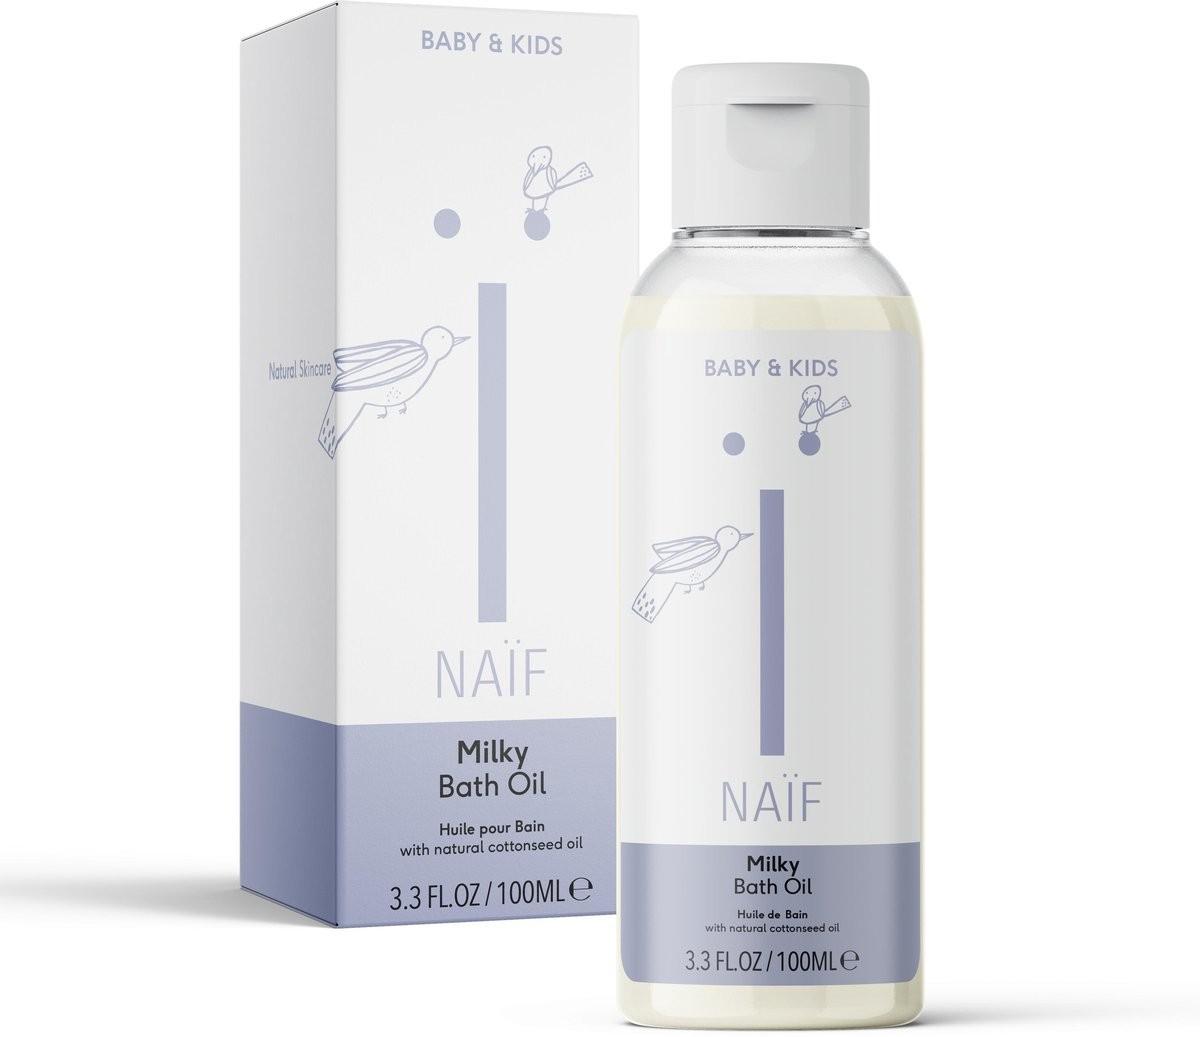 BABY & KIDS
Natural Skincare
NAÏF
Milky
Bath Oil
Huile pour Bain
with natural cottonseed oil
3.3 FL.OZ / 100ML ℮
BABY & KIDS
NAÏF
Milky
Bath Oil
Huile de Bain
with natural cottonseed oil
3.3 FL.OZ / 100ML ℮